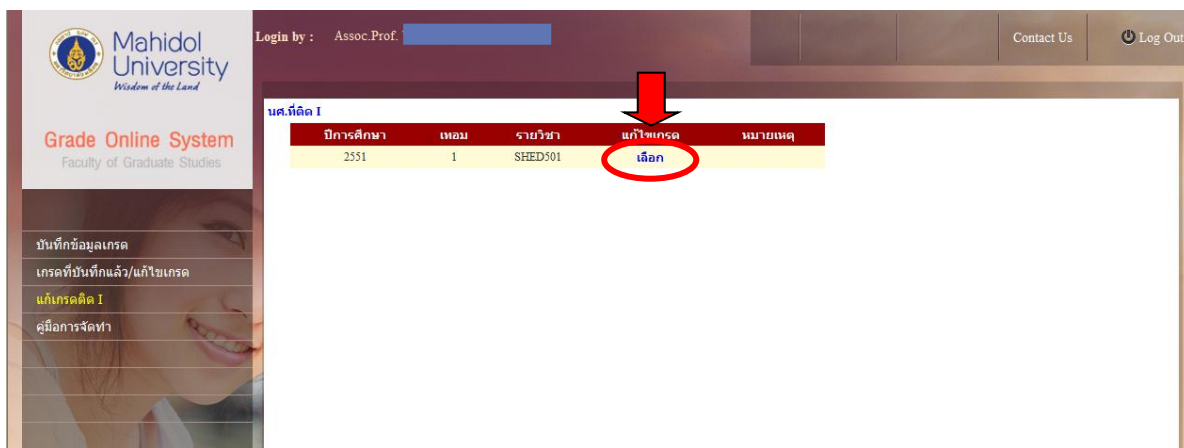 Mahidol
University
Wisdom of the Land
Grade Online System
Faculty of Graduate Studies
Login by : Assoc.Prof.
Contact Us
Log Out
บันทึกข้อมูลเกรด
เกรดที่บันทึกแล้ว/แก้ไขเกรด
แก้เกรดติด I
คู่มือการจัดทำ
นศ.ที่ติด I
ปีการศึกษา เทอม รายวิชา แก้ไขเกรด หมายเหตุ
2551 1 SHED501 เลือก